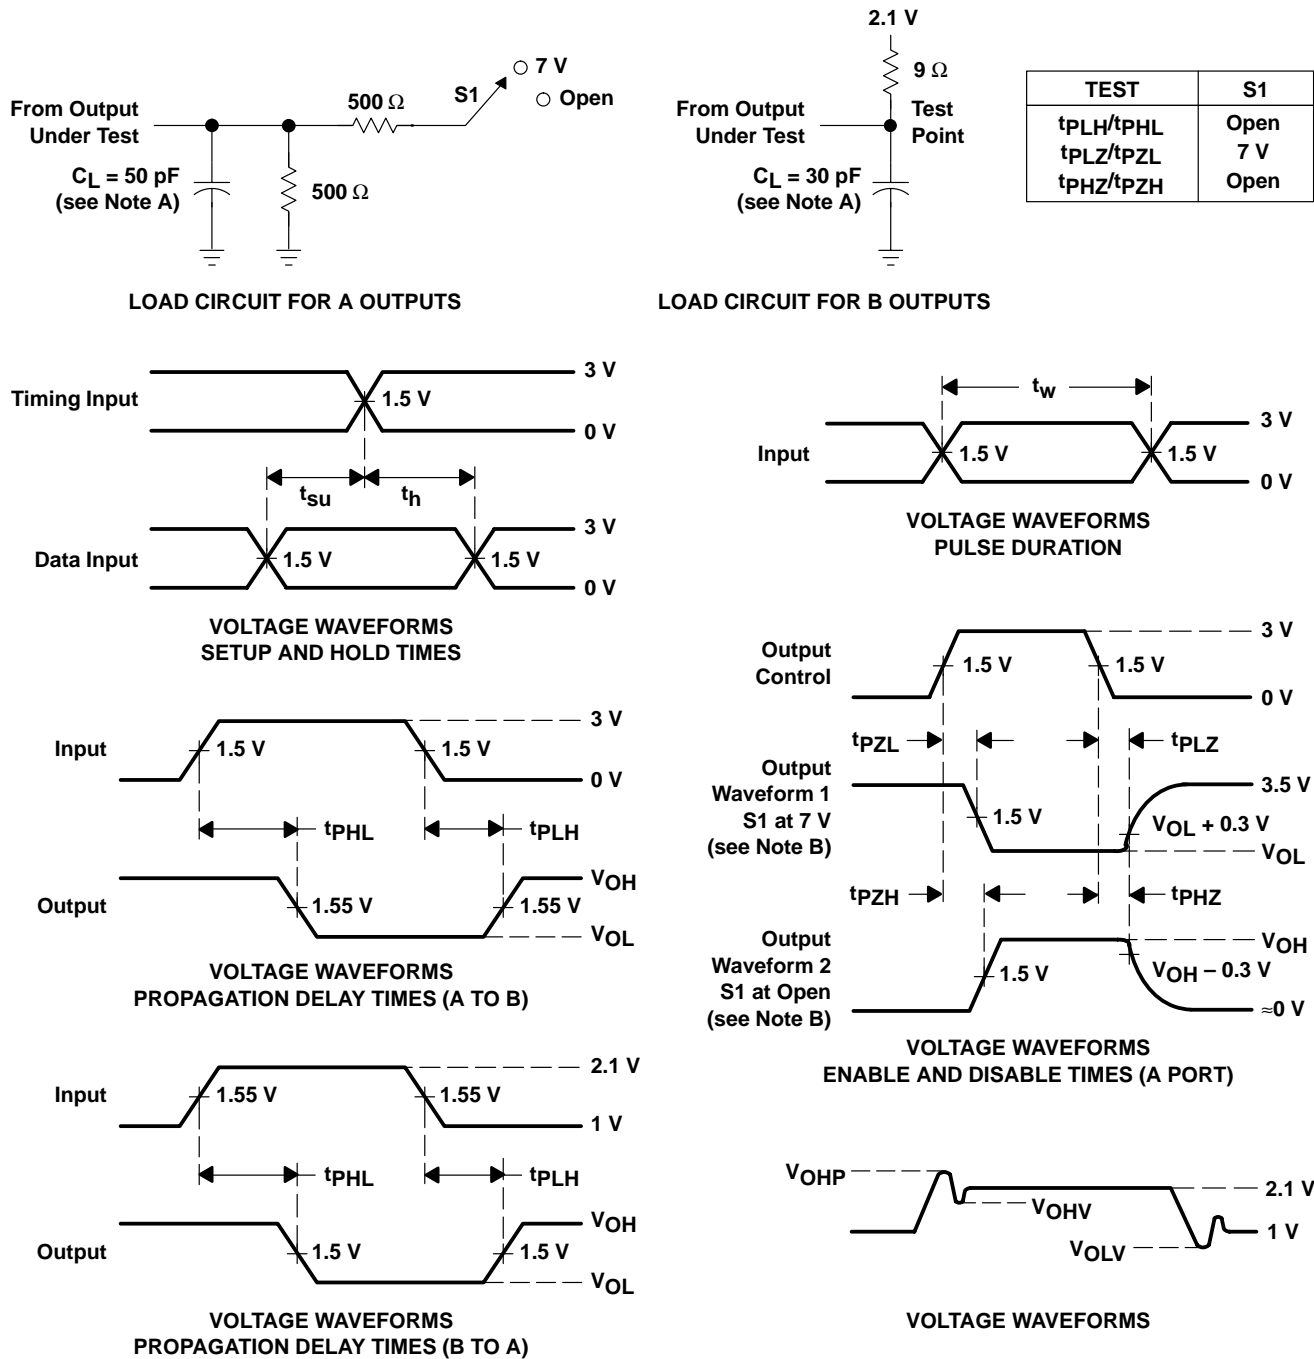 From Output
Under Test
CL = 50 pF
(see Note A)
500 Ω
500 Ω
S1
7 V
Open
LOAD CIRCUIT FOR A OUTPUTS
2.1 V
9 Ω
From Output
Under Test
Test
Point
CL = 30 pF
(see Note A)
LOAD CIRCUIT FOR B OUTPUTS
TEST S1
tPLH/tPHL Open
tPLZ/tPZL 7 V
tPHZ/tPZH Open
Timing Input
3 V
1.5 V
0 V
tsu
th
Data Input
3 V
1.5 V
1.5 V
0 V
VOLTAGE WAVEFORMS
SETUP AND HOLD TIMES
tw
Input
3 V
1.5 V
1.5 V
0 V
VOLTAGE WAVEFORMS
PULSE DURATION
Input
3 V
1.5 V
1.5 V
0 V
tPHL
tPLH
Output
VOH
1.55 V
1.55 V
VOL
VOLTAGE WAVEFORMS
PROPAGATION DELAY TIMES (A TO B)
Output
Control
3 V
1.5 V
1.5 V
0 V
tPZL
tPLZ
Output
Waveform 1
S1 at 7 V
(see Note B)
3.5 V
1.5 V
VOL + 0.3 V
VOL
tPZH
tPHZ
Output
Waveform 2
S1 at Open
(see Note B)
VOH
1.5 V
VOH – 0.3 V
≈0 V
VOLTAGE WAVEFORMS
ENABLE AND DISABLE TIMES (A PORT)
Input
2.1 V
1.55 V
1.55 V
1 V
tPHL
tPLH
Output
VOH
1.5 V
1.5 V
VOL
VOLTAGE WAVEFORMS
PROPAGATION DELAY TIMES (B TO A)
VOHP
VOHV
2.1 V
1 V
VOLV
VOLTAGE WAVEFORMS